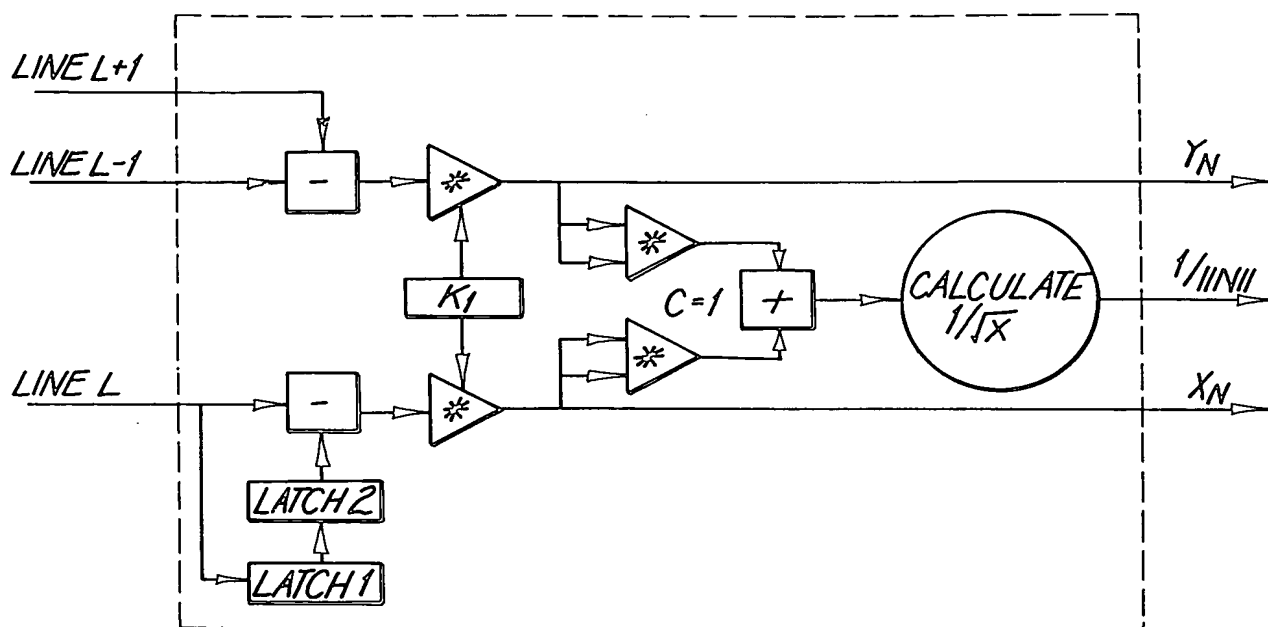 LINE L+1
LINE L-1
-
*
Y_N
*
K1
C=1
+
CALCULATE
1/√X
1/||N||
*
LINE L
-
*
X_N
LATCH 2
LATCH 1